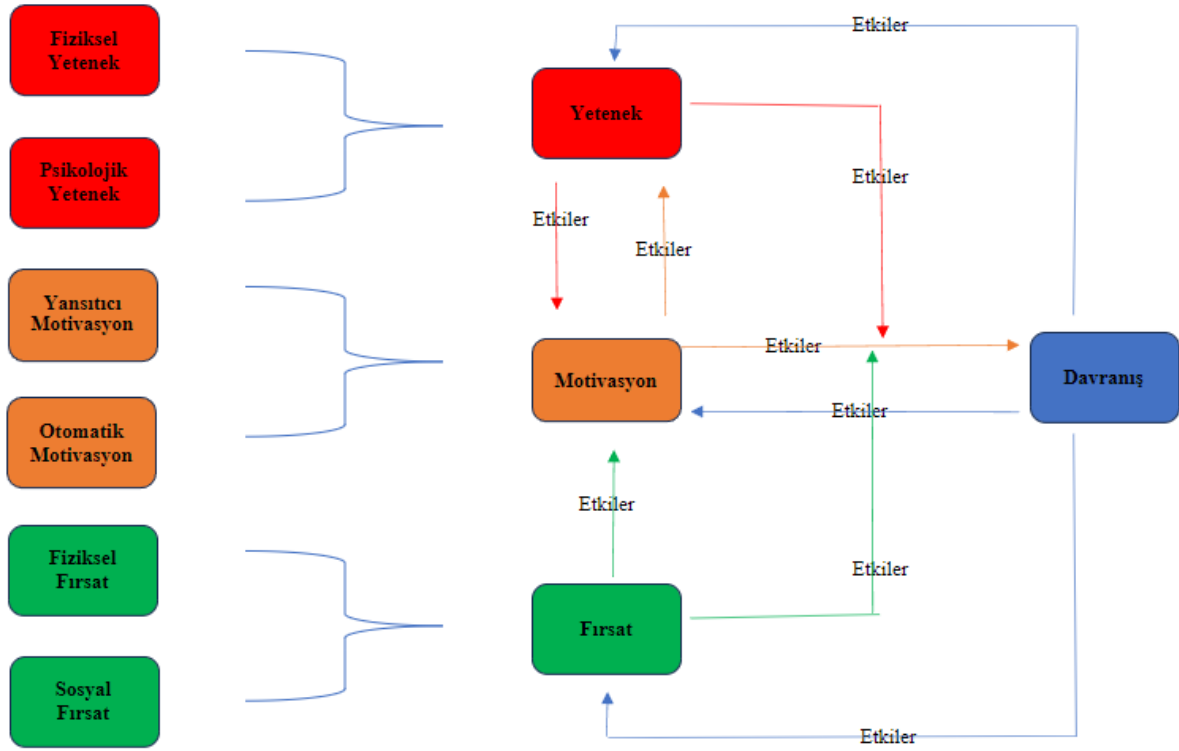 Fiziksel
Yetenek
Psikolojik
Yetenek
Yansıtıcı
Motivasyon
Otomatik
Motivasyon
Fiziksel
Fırsat
Sosyal
Fırsat
Etkiler
Yetenek
Etkiler
Etkiler
Etkiler
Etkiler
Motivasyon
Davranış
Etkiler
Etkiler
Etkiler
Fırsat
Etkiler